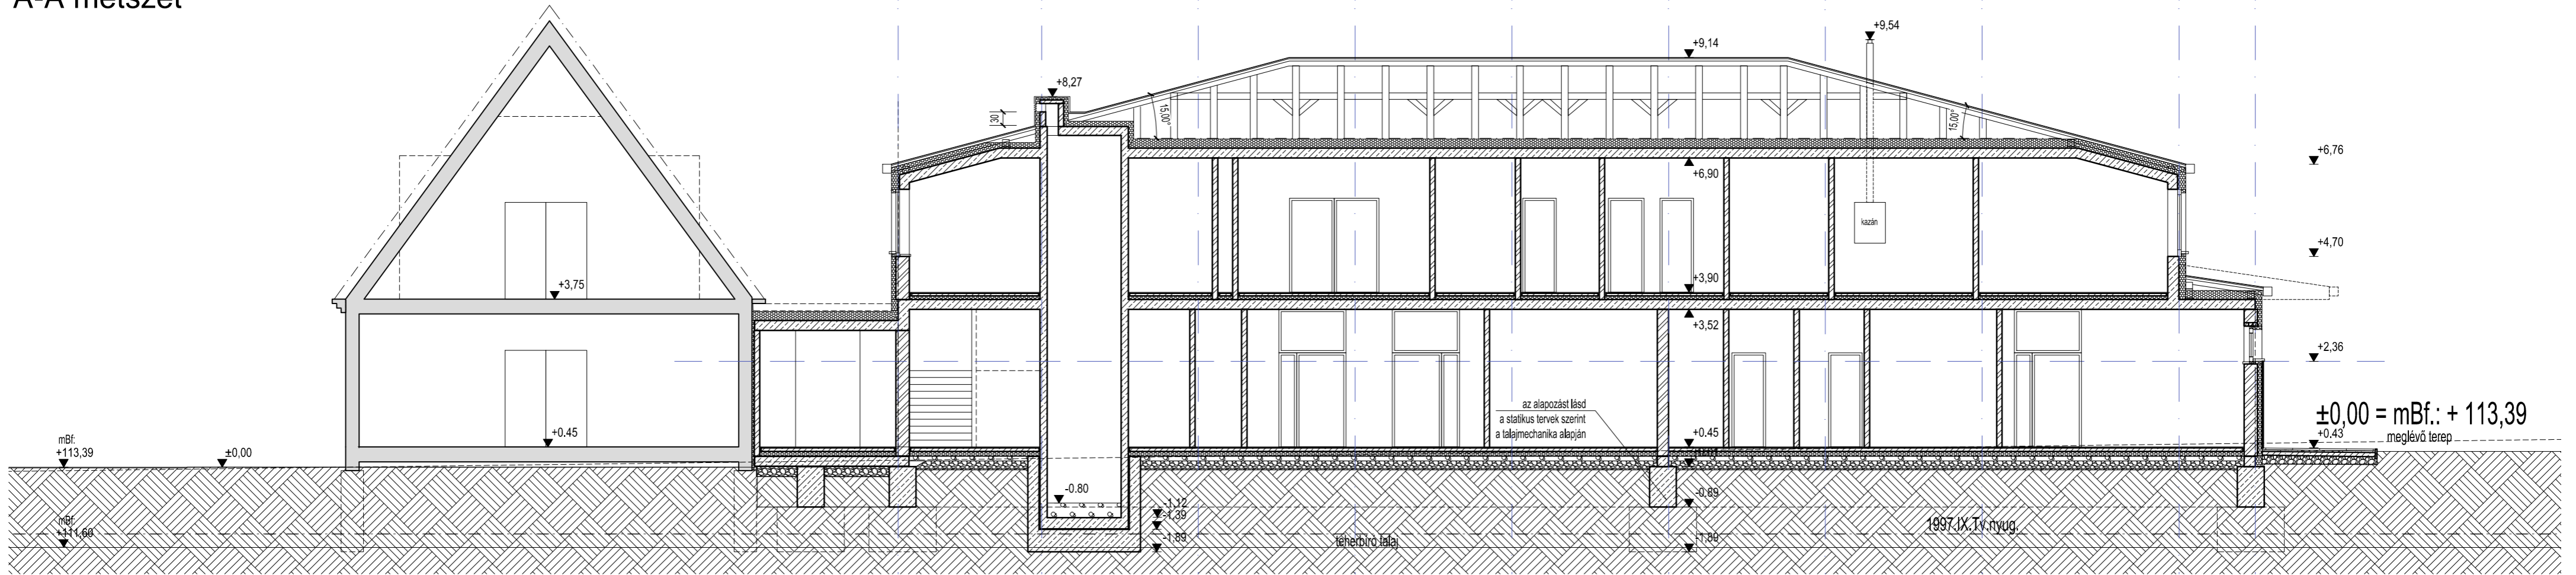 A-A metszet
+9,54
+9,14
+8,27
30
15,00°
15,00°
+6,76
+6,90
kazán
+4,70
+3,75
+3,90
+3,52
+2,36
az alapozást lásd
a statikus tervek szerint
a talajmechanika alapján
±0,00 = mBf.: + 113,39
+0.45
+0.45
+0.43
meglévő terep
mBf:
+113,39
±0,00
-0.80
-0,89
-1,12
-1,39
mBf:
+111,60
1997.IX.Tv.nyug.
-1,89
teherbíró talaj
-1,89